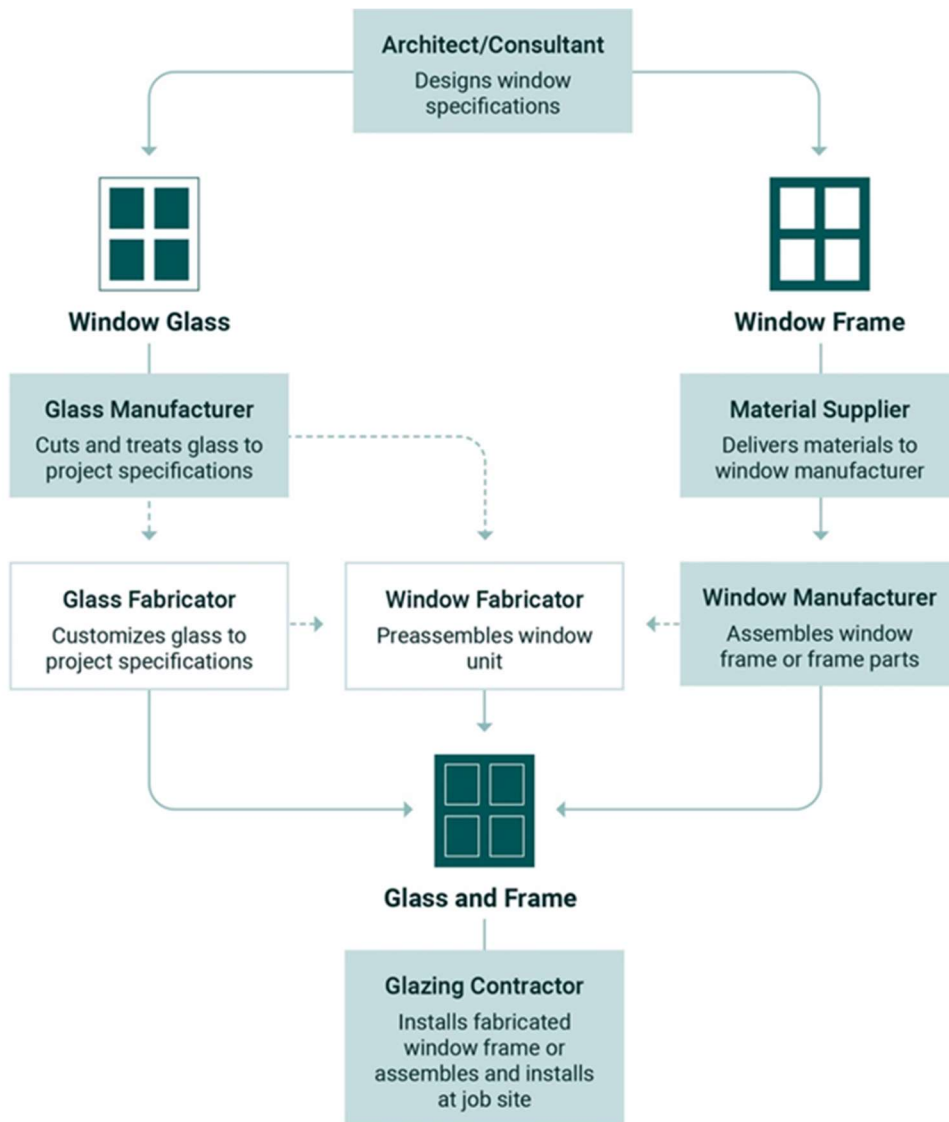 Architect/Consultant
Designs window
specifications
Window Glass
Window Frame
Glass Manufacturer
Cuts and treats glass to
project specifications
Material Supplier
Delivers materials to
window manufacturer
Glass Fabricator
Customizes glass to
project specifications
Window Fabricator
Preassembles window
unit
Window Manufacturer
Assembles window
frame or frame parts
Glass and Frame
Glazing Contractor
Installs fabricated
window frame or
assembles and installs
at job site